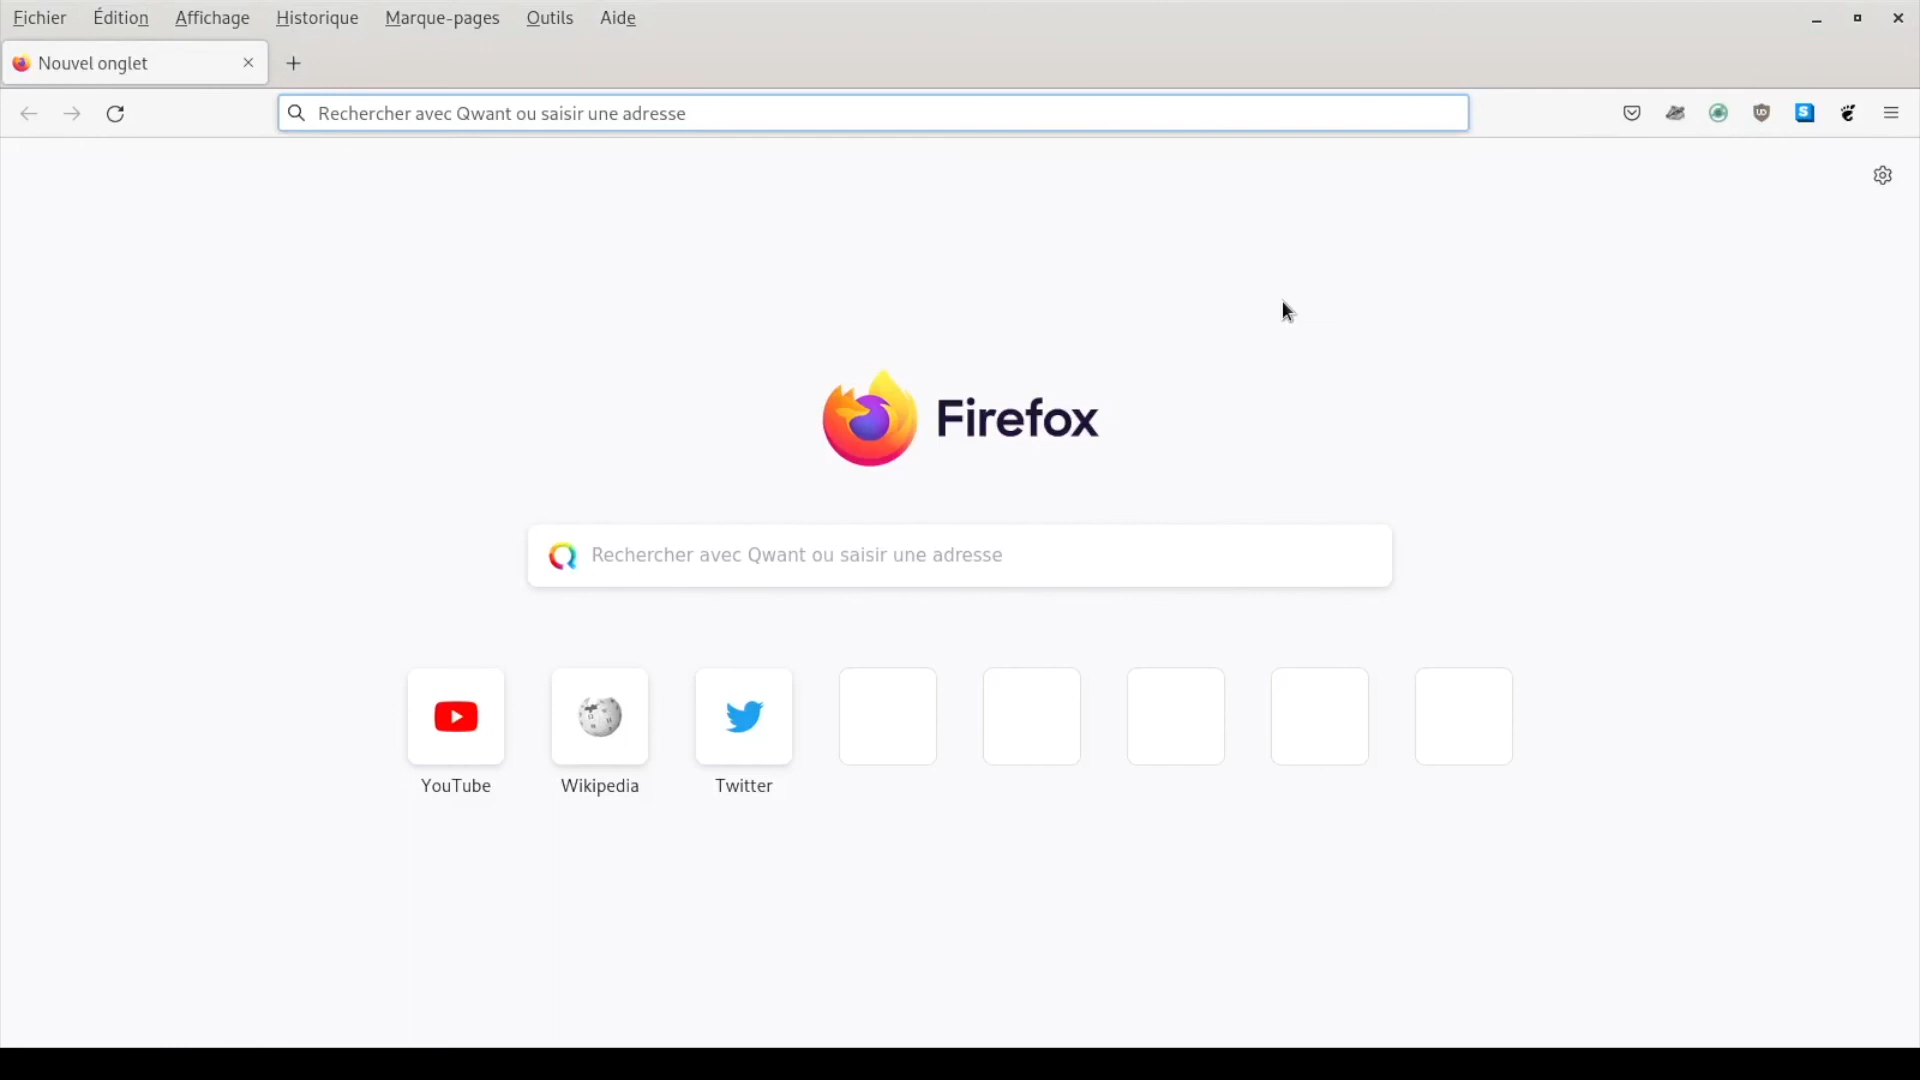 Fichier Édition Affichage Historique Marque-pages Outils Aide
Nouvel onglet
Rechercher avec Qwant ou saisir une adresse
Firefox
Rechercher avec Qwant ou saisir une adresse
YouTube Wikipedia Twitter